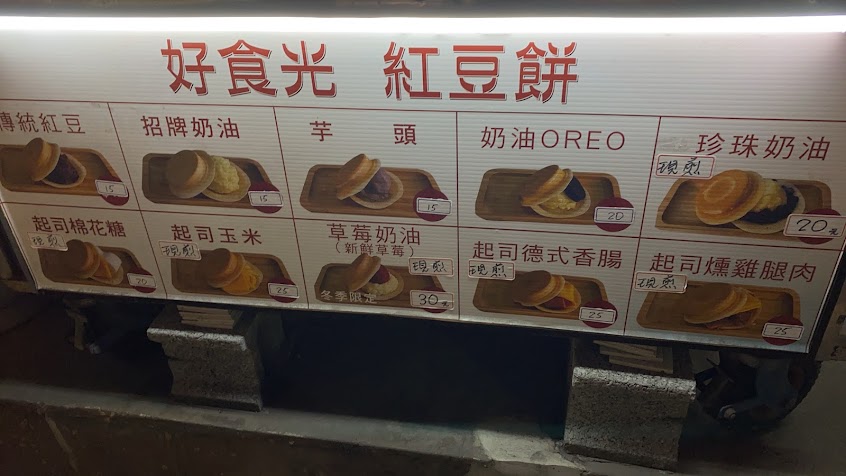 好食光 紅豆餅
傳統紅豆
招牌奶油
芋頭
奶油OREO
珍珠奶油
現煎
15
15
15
20
20元
起司棉花糖
現煎
起司玉米
現煎
草莓奶油
(新鮮草莓)
現煎
起司德式香腸
現煎
起司燻雞腿肉
現煎
20
25
冬季限定
30元
25
25